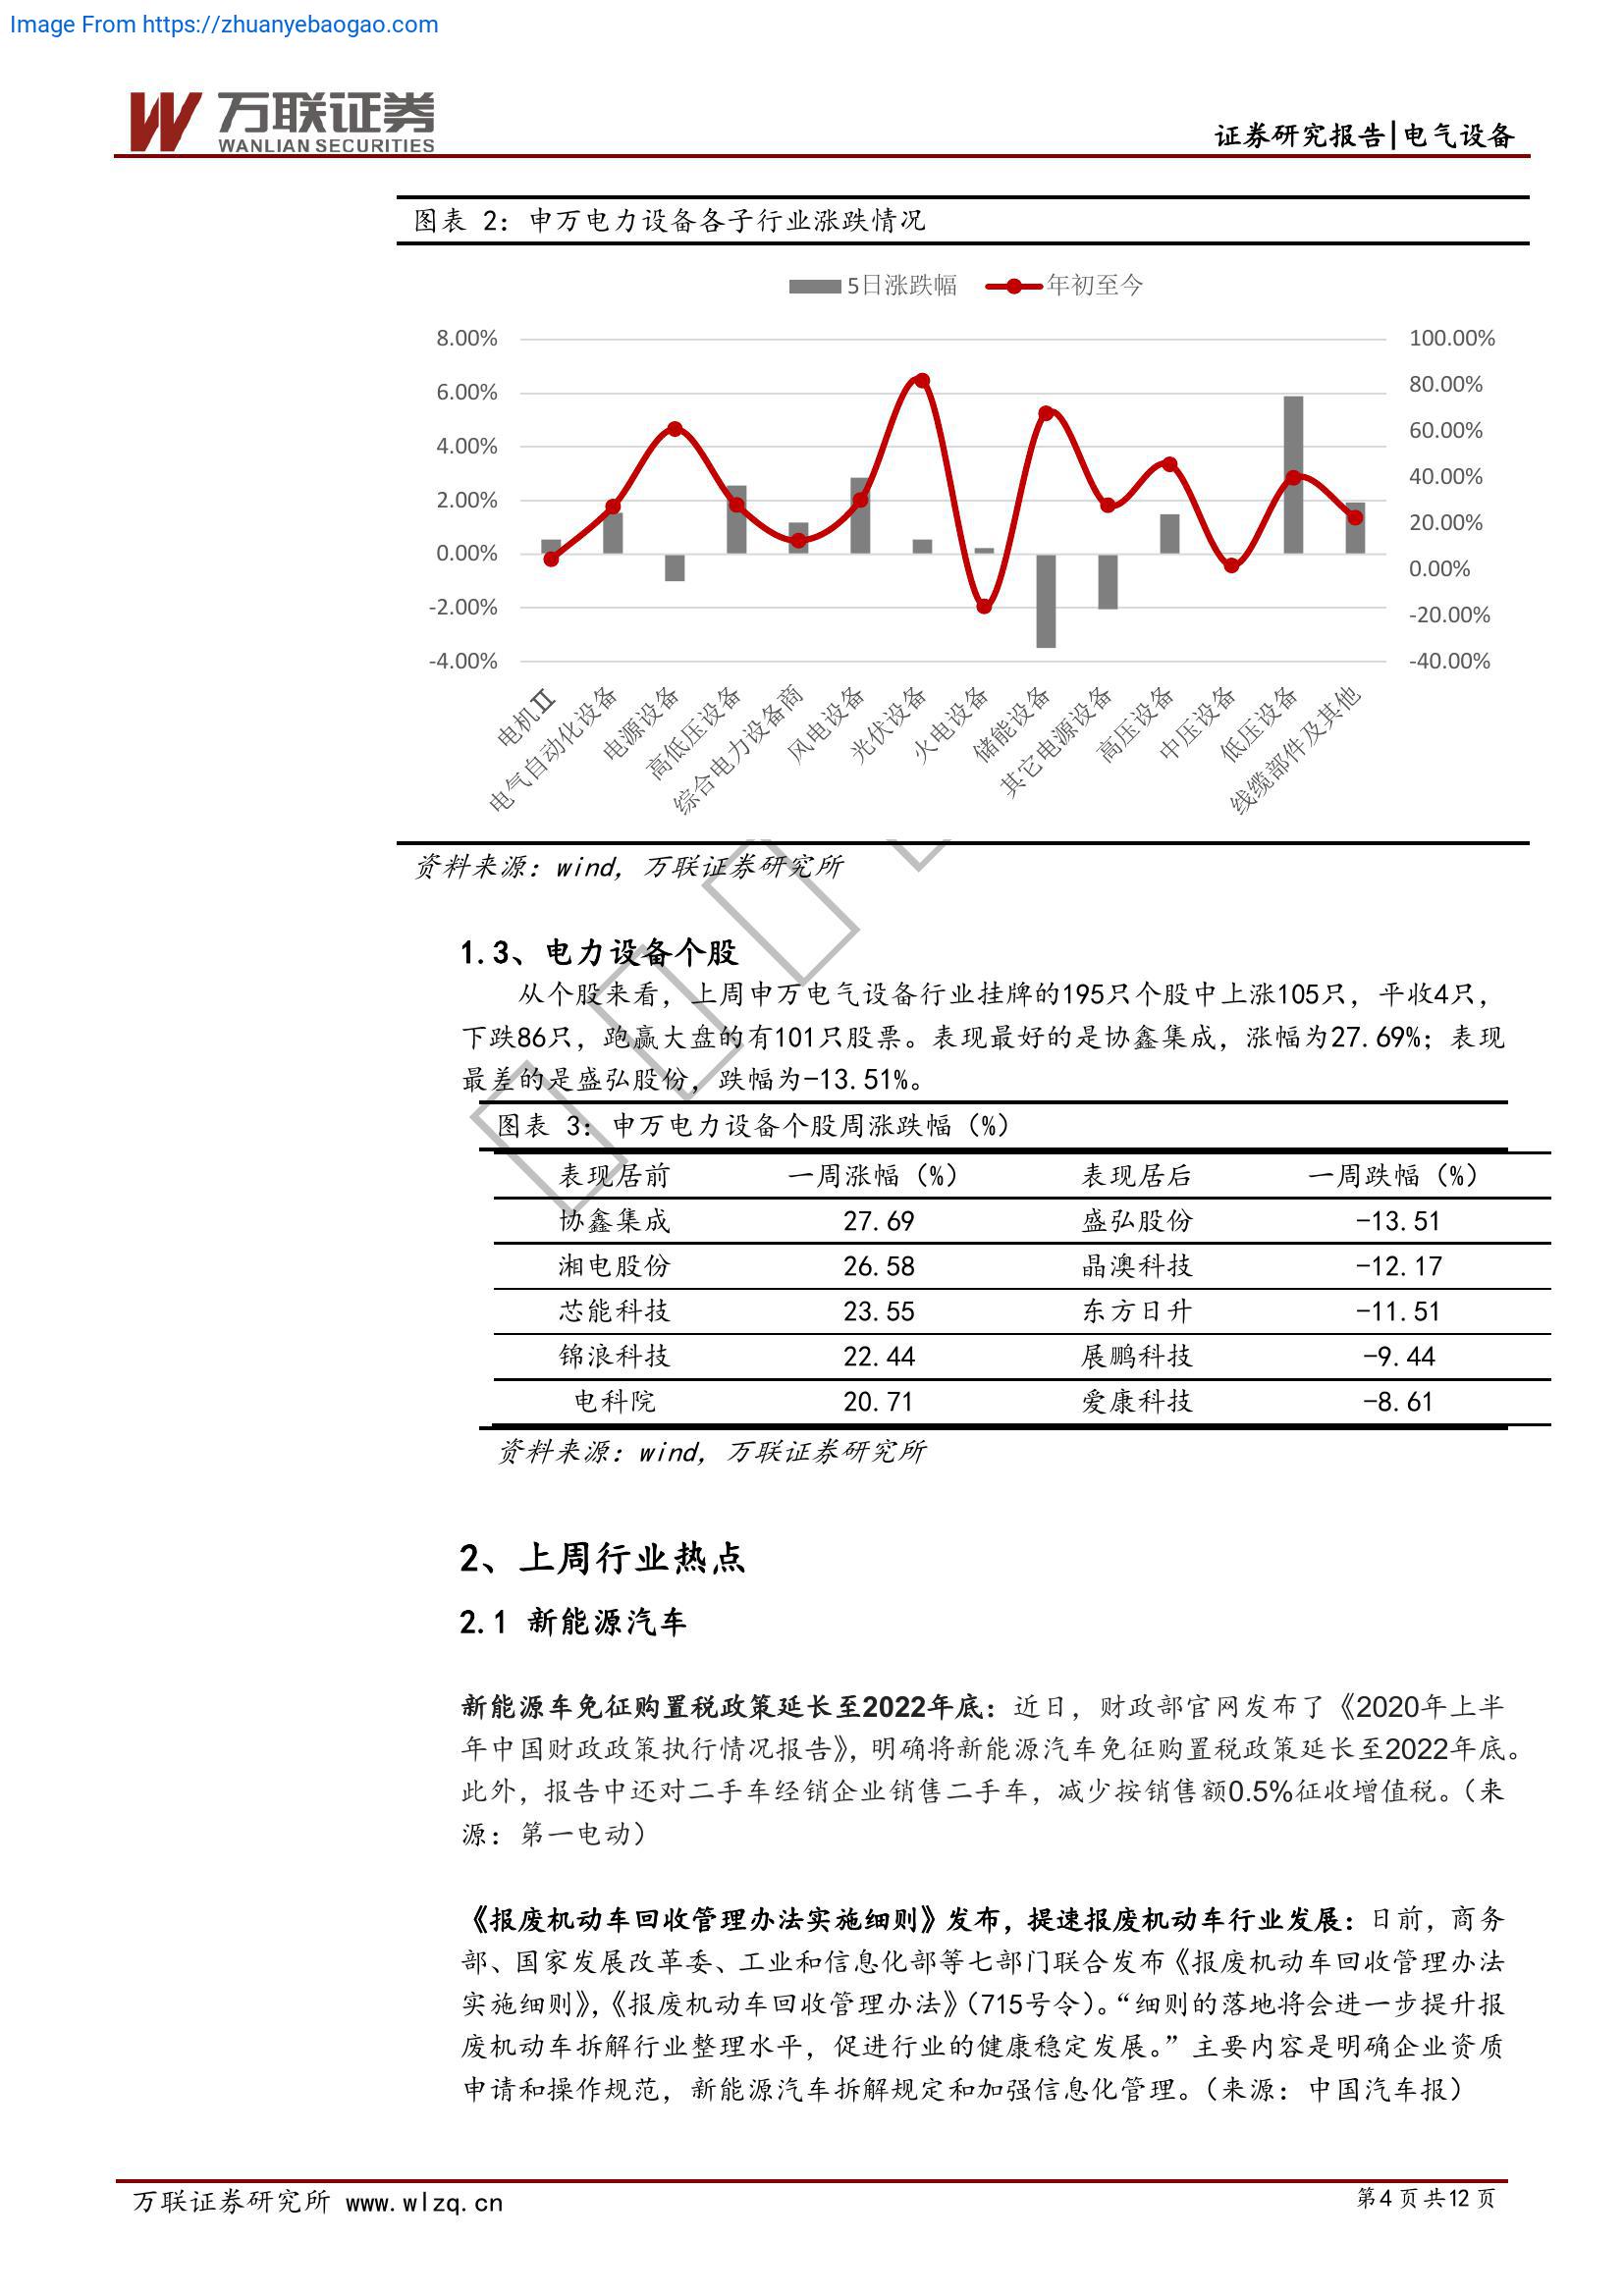 Image From https://zhuanyebaogao.com
万联证券
WANLIAN SECURITIES
证券研究报告|电气设备
图表 2: 申万电力设备各子行业涨跌情况
5日涨跌幅 年初至今
8.00% 100.00%
6.00% 80.00%
4.00% 60.00%
2.00% 40.00%
0.00% 20.00%
-2.00% 0.00%
-4.00% -20.00%
-40.00%
电机Ⅱ
电气自动化设备
电源设备
高低压设备
综合电力设备商
风电设备
光伏设备
火电设备
储能设备
其它电源设备
高压设备
中压设备
低压设备
线缆部件及其他
资料来源:wind, 万联证券研究所
1.3、电力设备个股
从个股来看,上周申万电气设备行业挂牌的195只个股中上涨105只,平收4只,
下跌86只,跑赢大盘的有101只股票。表现最好的是协鑫集成,涨幅为27.69%;表现
最差的是盛弘股份,跌幅为-13.51%。
图表 3: 申万电力设备个股周涨跌幅(%)
表现居前 一周涨幅(%) 表现居后 一周跌幅(%)
协鑫集成 27.69 盛弘股份 -13.51
湘电股份 26.58 晶澳科技 -12.17
芯能科技 23.55 东方日升 -11.51
锦浪科技 22.44 展鹏科技 -9.44
电科院 20.71 爱康科技 -8.61
资料来源:wind, 万联证券研究所
2、上周行业热点
2.1 新能源汽车
新能源车免征购置税政策延长至2022年底:近日,财政部官网发布了《2020年上半
年中国财政政策执行情况报告》,明确将新能源汽车免征购置税政策延长至2022年底。
此外,报告中还对二手车经销企业销售二手车,减少按销售额0.5%征收增值税。(来
源:第一电动)
《报废机动车回收管理办法实施细则》发布,提速报废机动车行业发展:日前,商务
部、国家发展改革委、工业和信息化部等七部门联合发布《报废机动车回收管理办法
实施细则》,《报废机动车回收管理办法》(715号令)。“细则的落地将会进一步提升报
废机动车拆解行业整理水平,促进行业的健康稳定发展。”主要内容是明确企业资质
申请和操作规范,新能源汽车拆解规定和加强信息化管理。(来源:中国汽车报)
万联证券研究所 www.wlzq.cn 第4页共12页